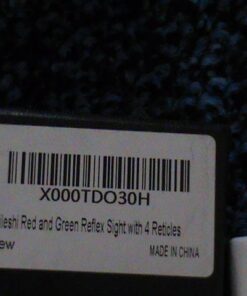 X000TDO30H
Red and Green Reflex Sight with 4 Reticles
MADE IN CHINA